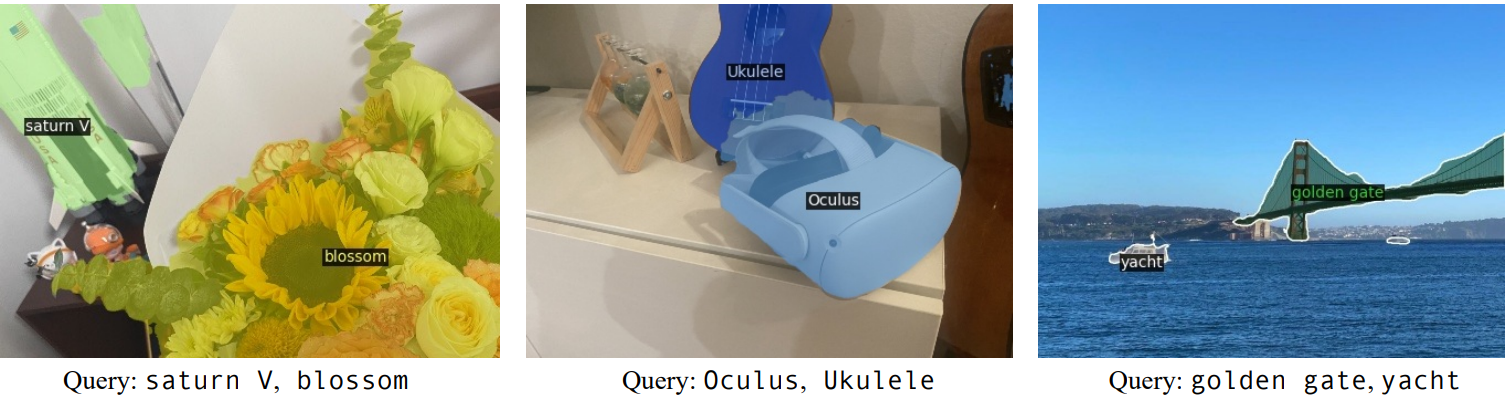 saturn V
blossom
Query: saturn V, blossom
Ukulele
Oculus
Query: Oculus, Ukulele
golden gate
yacht
Query: golden gate, yacht